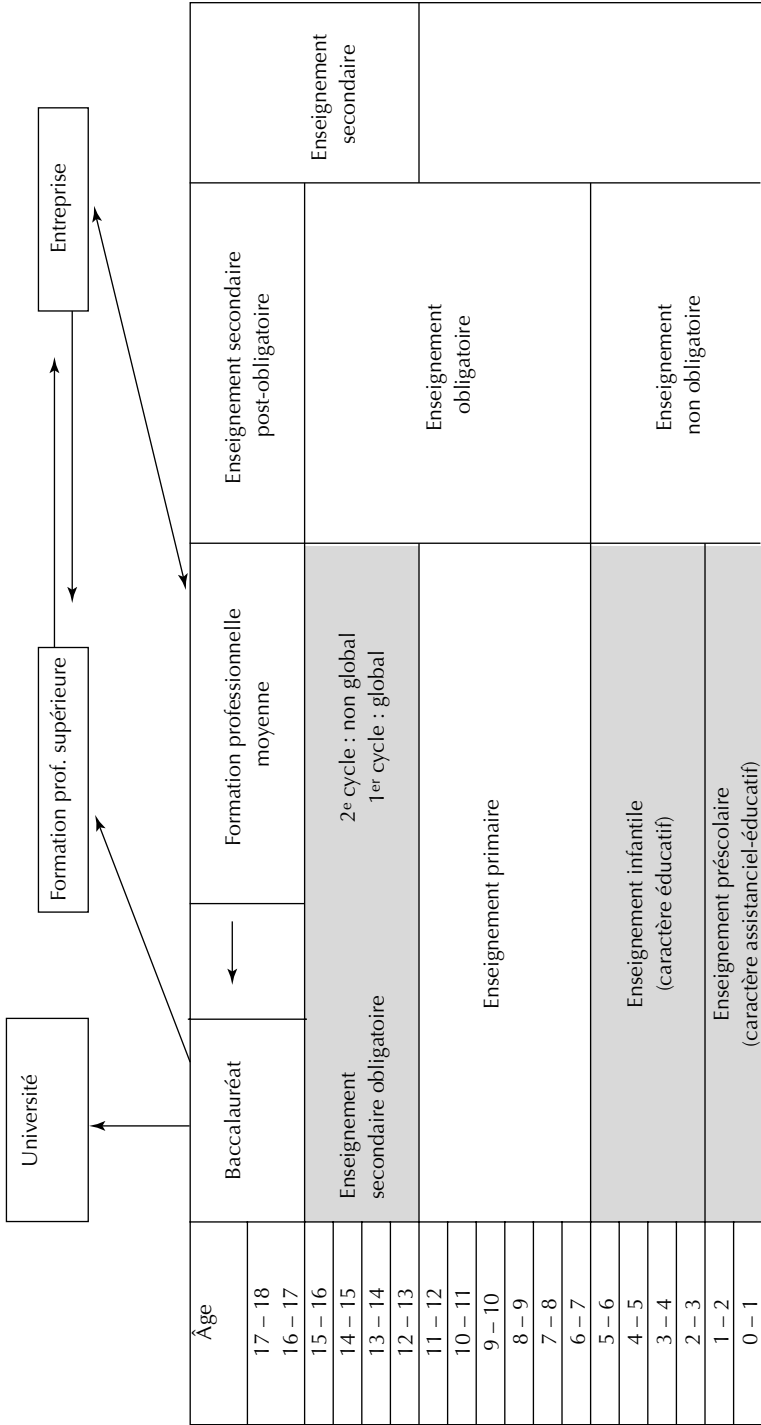 Université
Formation prof. supérieure
Entreprise
Âge
17 – 18
16 – 17
15 – 16
14 – 15
13 – 14
12 – 13
11 – 12
10 – 11
9 – 10
8 – 9
7 – 8
6 – 7
5 – 6
4 – 5
3 – 4
2 – 3
1 – 2
0 – 1
Baccalauréat
Formation professionnelle
moyenne
Enseignement secondaire
post-obligatoire
Enseignement
secondaire
Enseignement
secondaire obligatoire
2e cycle : non global
1er cycle : global
Enseignement
obligatoire
Enseignement primaire
Enseignement infantile
(caractère éducatif)
Enseignement
non obligatoire
Enseignement préscolaire
(caractère assistanciel-éducatif)